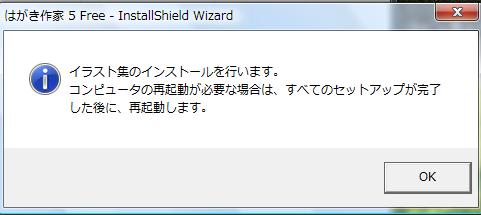 はがき作家 5 Free - InstallShield Wizard
イラスト集のインストールを行います。
コンピュータの再起動が必要な場合は、すべてのセットアップが完了
した後に、再起動します。
OK